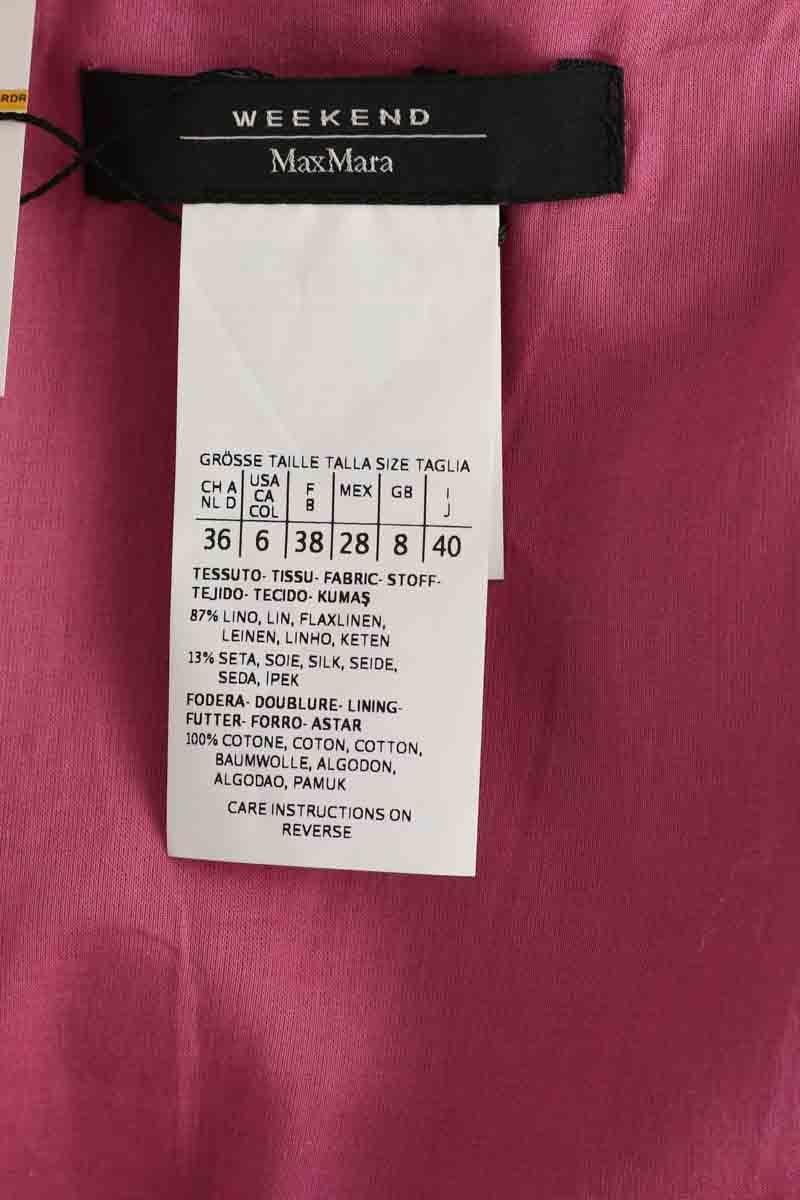 RDR
WEEKEND
MaxMara
GRÖSSE TAILLE TALLA SIZE TAGLIA
CH A NL D USA CA COL F B MEX GB I J
36 6 38 28 8 40
TESSUTO- TISSU- FABRIC- STOFF-
TEJIDO- TECIDO- KUMAŞ
87% LINO, LIN, FLAXLINEN,
LEINEN, LINHO, KETEN
13% SETA, SOIE, SILK, SEIDE,
SEDA, İPEK
FODERA- DOUBLURE- LINING-
FUTTER- FORRO- ASTAR
100% COTONE, COTON, COTTON,
BAUMWOLLE, ALGODON,
ALGODAO, PAMUK
CARE INSTRUCTIONS ON
REVERSE